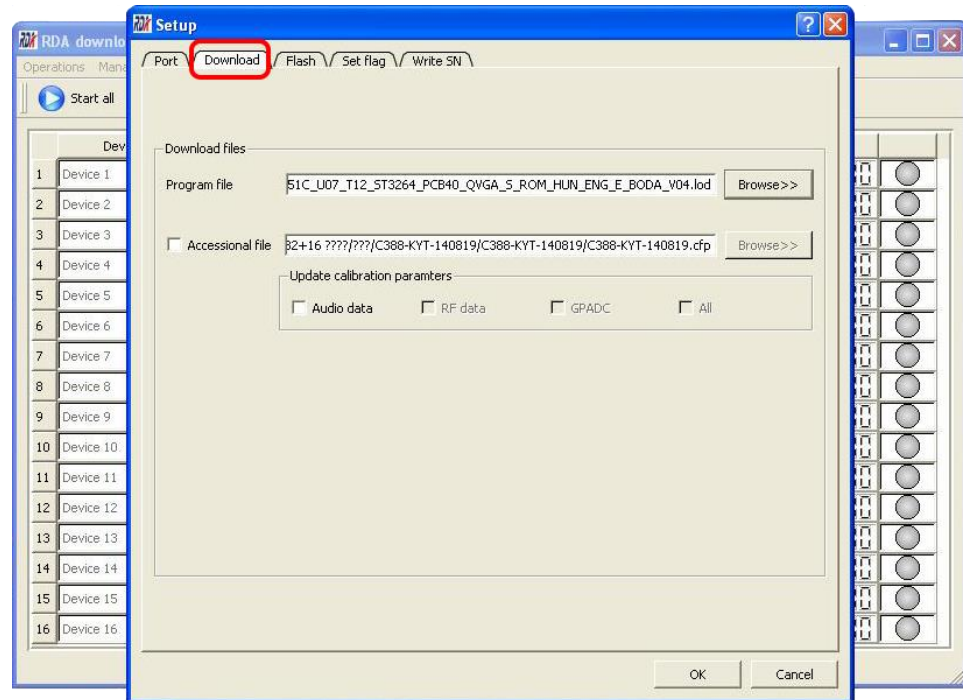 RDA downlo
Operations Mana
Start all
Dev
1 Device 1
2 Device 2
3 Device 3
4 Device 4
5 Device 5
6 Device 6
7 Device 7
8 Device 8
9 Device 9
10 Device 10
11 Device 11
12 Device 12
13 Device 13
14 Device 14
15 Device 15
16 Device 16
RDA Setup
Port Download Flash Set flag Write SN
Download files
Program file 51C_U07_T12_ST3264_PCB40_QVGA_S_ROM_HUN_ENG_E_BODA_V04.lod Browse>>
Accessional file 32+16 ????/???/C388-KYT-140819/C388-KYT-140819/C388-KYT-140819.cfp Browse>>
Update calibration paramters
Audio data RF data GPADC All
OK Cancel